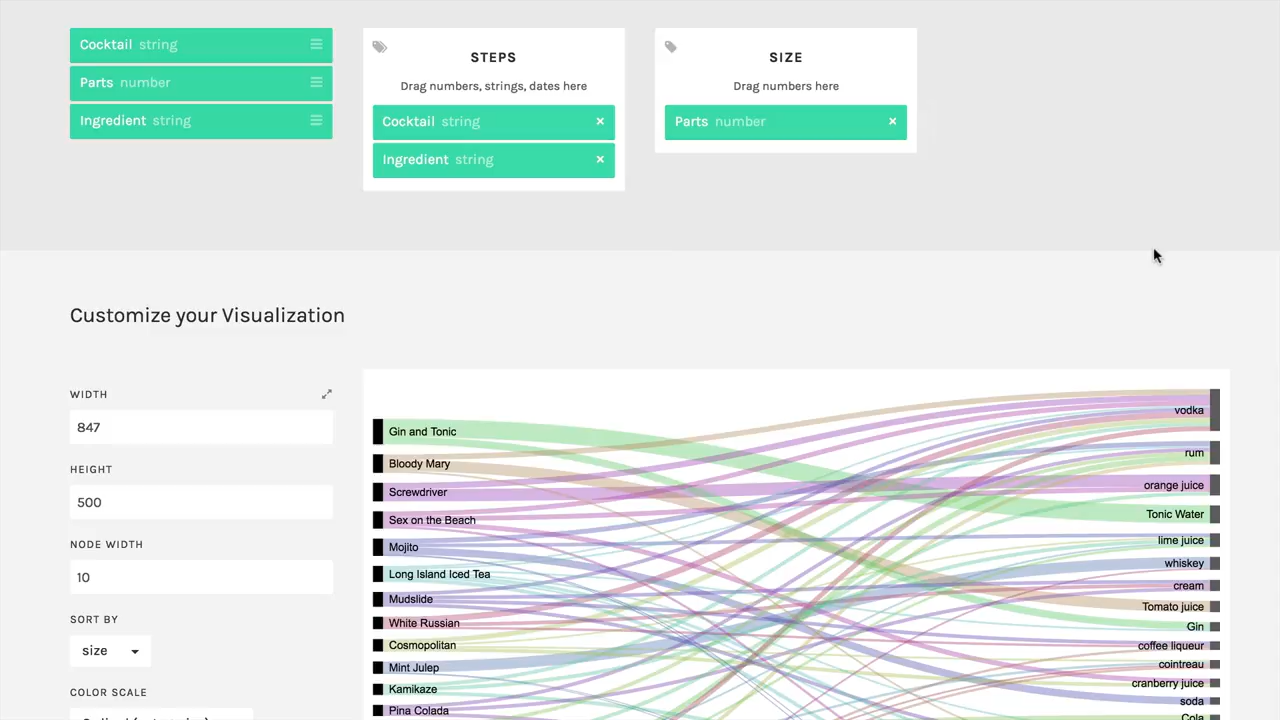 Cocktail string
Parts number
Ingredient string
STEPS
Drag numbers, strings, dates here
Cocktail string ×
Ingredient string ×
SIZE
Drag numbers here
Parts number ×
Customize your Visualization
WIDTH
847
HEIGHT
500
NODE WIDTH
10
SORT BY
size
COLOR SCALE
Gin and Tonic
Bloody Mary
Screwdriver
Sex on the Beach
Mojito
Long Island Iced Tea
Mudslide
White Russian
Cosmopolitan
Mint Julep
Kamikaze
Pina Colada
vodka
rum
orange juice
Tonic Water
lime juice
whiskey
cream
Tomato juice
Gin
coffee liqueur
cointreau
cranberry juice
soda
Cola